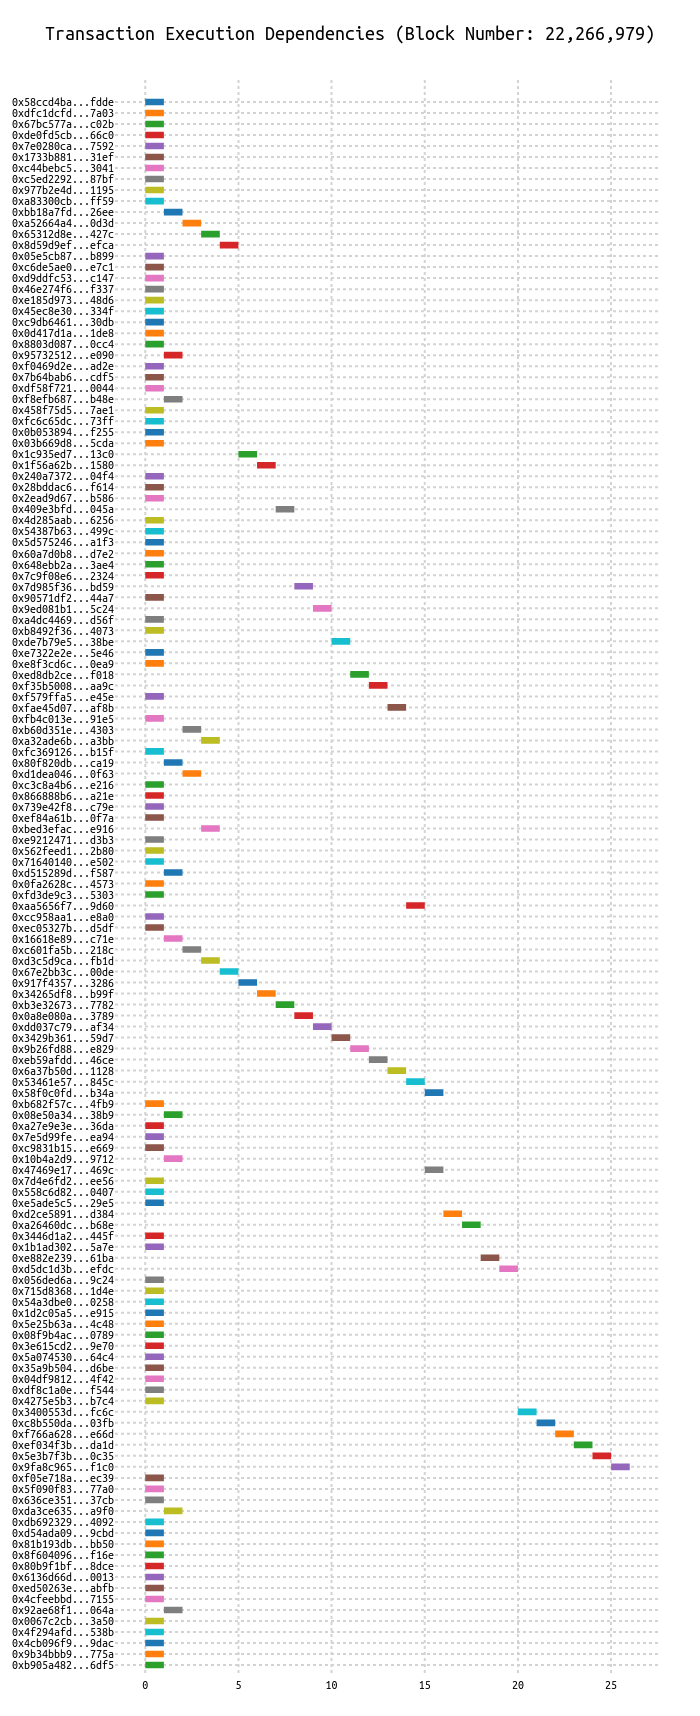 Transaction Execution Dependencies (Block Number: 22,266,979)
0x58ccd4ba...fdde
0xdfc1dcfd...7a03
0x67bc577a...c02b
0xde0fd5cb...66c0
0x7e0280ca...7592
0x1733b881...31ef
0xc44bebc5...3041
0xc5ed2292...87bf
0x977b2e4d...1195
0xa83300cb...ff59
0xbb18a7fd...26ee
0xa52664a4...0d3d
0x65312d8e...427c
0x8d59d9ef...efca
0x05e5cb87...b899
0xc6de5ae0...e7c1
0xd9ddfc53...c147
0x46e274f6...f337
0xe185d973...48d6
0x45ec8e30...334f
0xc9db6461...30db
0x0d417d1a...1de8
0x8803d087...0cc4
0x95732512...e090
0xf0469d2e...ad2e
0x7b64bab6...cdf5
0xdf58f721...0044
0xf8efb687...b48e
0x458f75d5...7ae1
0xfc6c65dc...73ff
0x0b053894...f255
0x03b669d8...5cda
0x1c935ed7...13c0
0x1f56a62b...1580
0x240a7372...04f4
0x28bddac6...f614
0x2ead9d67...b586
0x409e3bfd...045a
0x4d285aab...6256
0x54387b63...499c
0x5d575246...a1f3
0x60a7d0b8...d7e2
0x648ebb2a...3ae4
0x7c9f08e6...2324
0x7d985f36...bd59
0x90571df2...44a7
0x9ed081b1...5c24
0xa4dc4469...d56f
0xb8492f36...4073
0xde7b79e5...38be
0xe7322e2e...5e46
0xe8f3cd6c...0ea9
0xed8db2ce...f018
0xf35b5008...aa9c
0xf579ffa5...e45e
0xfae45d07...af8b
0xfb4c013e...91e5
0xb60d351e...4303
0xa32ade6b...a3bb
0xfc369126...b15f
0x80f820db...ca19
0xd1dea046...0f63
0xc3c8a4b6...e216
0x866888b6...a21e
0x739e42f8...c79e
0xef84a61b...0f7a
0xbed3efac...e916
0xe9212471...d3b3
0x562feed1...2b80
0x71640140...e502
0xd515289d...f587
0x0fa2628c...4573
0xfd3de9c3...5303
0xaa5656f7...9d60
0xcc958aa1...e8a0
0xec05327b...d5df
0x16618e89...c71e
0xc601fa5b...218c
0xd3c5d9ca...fb1d
0x67e2bb3c...00de
0x917f4357...3286
0x34265df8...b99f
0xb3e32673...7782
0x0a8e080a...3789
0xdd037c79...af34
0x3429b361...59d7
0x9b26fd88...e829
0xeb59afdd...46ce
0x6a37b50d...1128
0x53461e57...845c
0x58f0c0fd...b34a
0xb682f57c...4fb9
0x08e50a34...38b9
0xa27e9e3e...36da
0x7e5d99fe...ea94
0xc9831b15...e669
0x10b4a2d9...9712
0x47469e17...469c
0x7d4e6fd2...ee56
0x558c6d82...0407
0xe5ade5c5...29e5
0xd2ce5891...d384
0xa26460dc...b68e
0x3446d1a2...445f
0x1b1ad302...5a7e
0xe882e239...61ba
0xd5dc1d3b...efdc
0x056ded6a...9c24
0x715d8368...1d4e
0x54a3dbe0...0258
0x1d2c05a5...e915
0x5e25b63a...4c48
0x08f9b4ac...0789
0x3e615cd2...9e70
0x5a074530...64c4
0x35a9b504...d6be
0x04df9812...4f42
0xdf8c1a0e...f544
0x4275e5b3...b7c4
0x3400553d...fc6c
0xc8b550da...03fb
0xf766a628...e66d
0xef034f3b...da1d
0x5e3b7f3b...0c35
0x9fa8c965...f1c0
0xf05e718a...ec39
0x5f090f83...77a0
0x636ce351...37cb
0xda3ce635...a9f0
0xdb692329...4092
0xd54ada09...9cbd
0x81b193db...bb50
0x8f604096...f16e
0x80b9f1bf...8dce
0x6136d66d...0013
0xed50263e...abfb
0x4cfeebbd...7155
0x92ae68f1...064a
0x0067c2cb...3a50
0x4f294afd...538b
0x4cb096f9...9dac
0x9b34bbb9...775a
0xb905a482...6df5
0 5 10 15 20 25